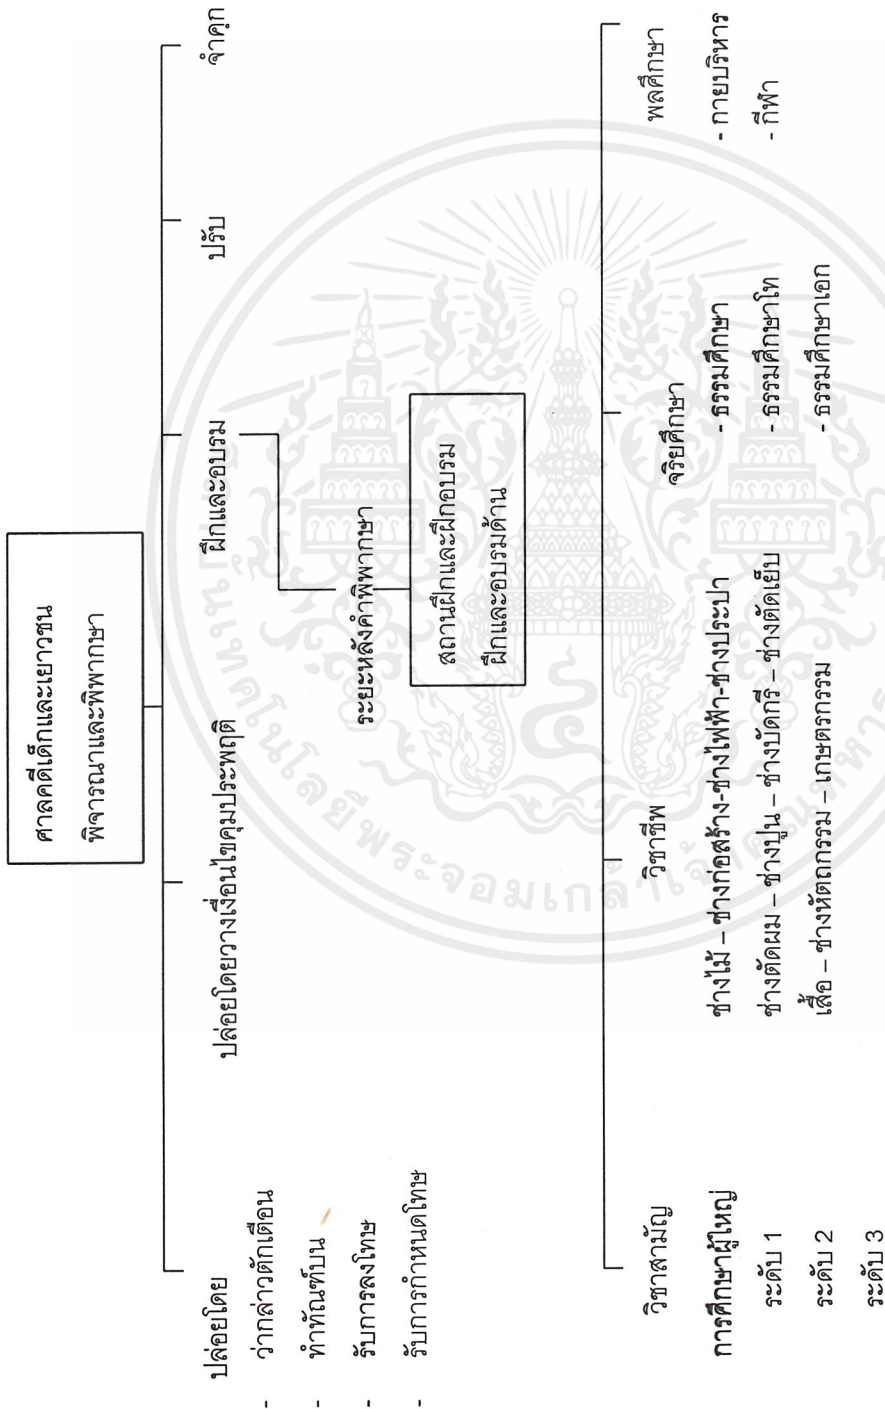 ศาลคดีเด็กและเยาวชน
พิจารณาและพิพากษา
ปล่อยโดย
- ว่ากล่าวตักเตือน
- ทำทัณฑ์บน
- รับการลงโทษ
- รับการกำหนดโทษ
ปล่อยโดยวางเงื่อนไขคุมประพฤติ
ฝึกและอบรม
ปรับ
จำคุก
ระยะหลังคำพิพากษา
สถานฝึกและฝึกอบรม
ฝึกและอบรมด้าน
วิชาสามัญ
การศึกษาผู้ใหญ่
ระดับ 1
ระดับ 2
ระดับ 3
วิชาชีพ
ช่างไม้ – ช่างก่อสร้าง-ช่างไฟฟ้า-ช่างประปา
ช่างตัดผม – ช่างปูน – ช่างบัดกรี – ช่างตัดเย็บ
เสื้อ – ช่างหัตถกรรม – เกษตรกรรม
จริยศึกษา
- ธรรมศึกษา
- ธรรมศึกษาโท
- ธรรมศึกษาเอก
พลศึกษา
- กายบริหาร
- กีฬา